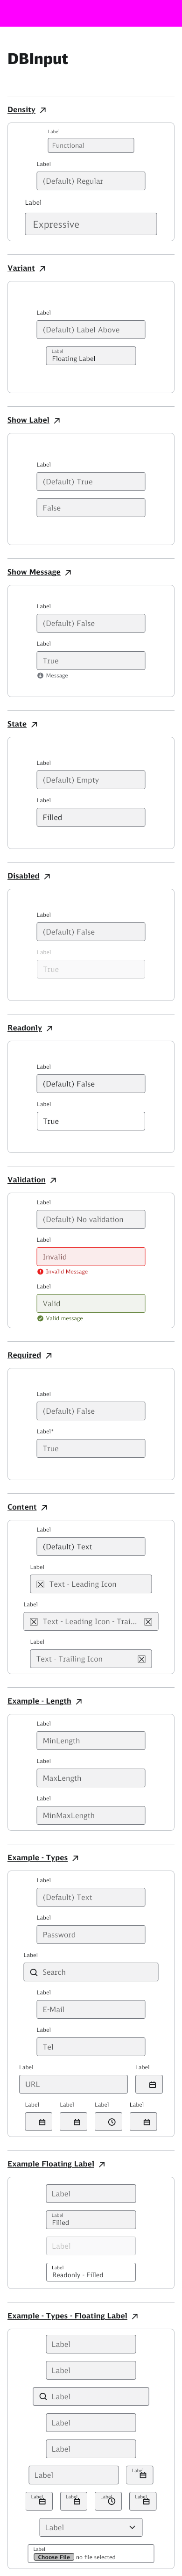 DBInput
Density
Label
Functional
Label
(Default) Regular
Label
Expressive
Variant
Label
(Default) Label Above
Label
Floating Label
Show Label
Label
(Default) True
False
Show Message
Label
(Default) False
Label
True
Message
State
Label
(Default) Empty
Label
Filled
Disabled
Label
(Default) False
Label
True
Readonly
Label
(Default) False
Label
True
Validation
Label
(Default) No validation
Label
Invalid
Invalid Message
Label
Valid
Valid message
Required
Label
(Default) False
Label*
True
Content
Label
(Default) Text
Label
Text - Leading Icon
Label
Text - Leading Icon - Trai...
Label
Text - Trailing Icon
Example - Length
Label
MinLength
Label
MaxLength
Label
MinMaxLength
Example - Types
Label
(Default) Text
Label
Password
Label
Search
Label
E-Mail
Label
Tel
Label Label
URL
Label Label Label Label
Example Floating Label
Label
Label
Filled
Label
Label
Readonly - Filled
Example - Types - Floating Label
Label
Label
Label
Label
Label
Label Label
Label Label Label Label
Label
Label
Choose File no file selected